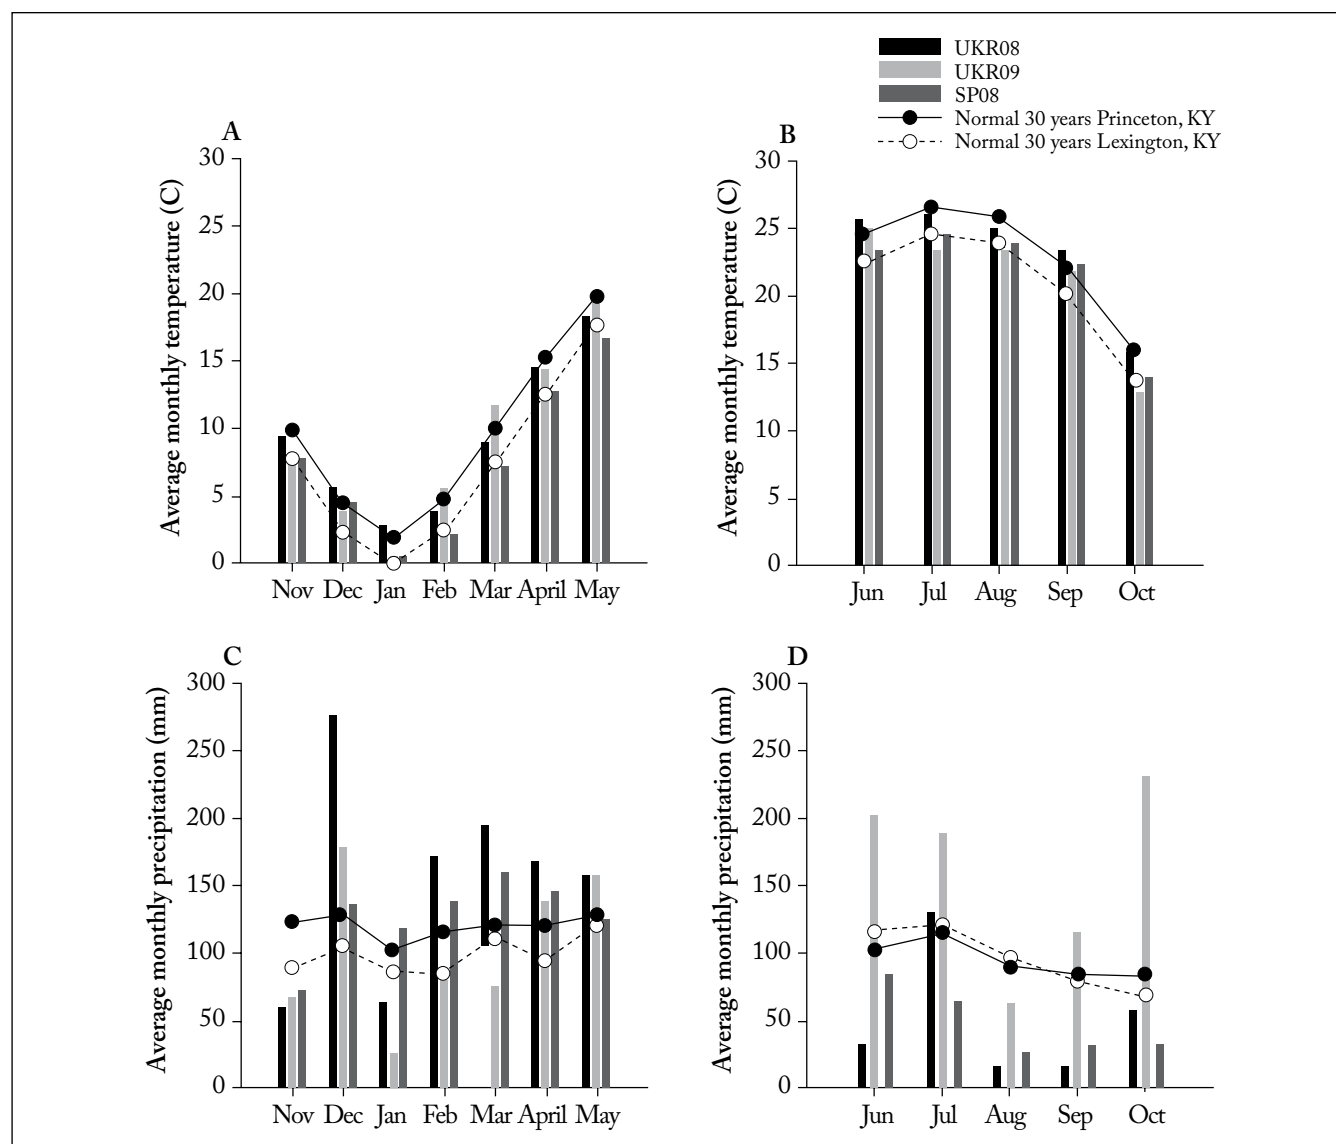 UKR08
UKR09
SP08
Normal 30 years Princeton, KY
Normal 30 years Lexington, KY
A
Average monthly temperature (C)
30
25
20
15
10
5
0
Nov Dec Jan Feb Mar April May
B
Average monthly temperature (C)
30
25
20
15
10
5
0
Jun Jul Aug Sep Oct
C
Average monthly precipitation (mm)
300
250
200
150
100
50
0
Nov Dec Jan Feb Mar April May
D
Average monthly precipitation (mm)
300
250
200
150
100
50
0
Jun Jul Aug Sep Oct